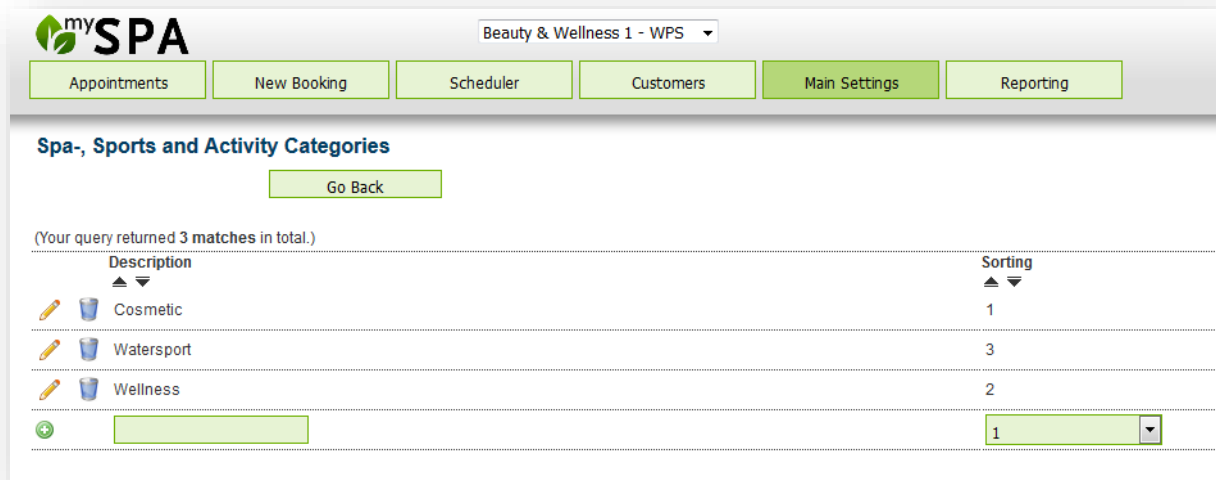 mySPA
Beauty & Wellness 1 - WPS
Appointments New Booking Scheduler Customers Main Settings Reporting
Spa-, Sports and Activity Categories
Go Back
(Your query returned 3 matches in total.)
Description Sorting
Cosmetic 1
Watersport 3
Wellness 2
1